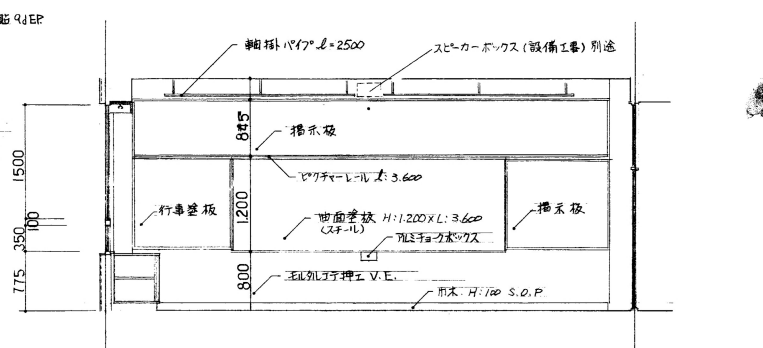 9dEP.
軸掛パイプ l=2500
スピーカーボックス(設備工事)別途
845
掲示板
1500
ピクチャーレール l:3.600
行事塗板
1.200
曲面塗板 H:1.200×L:3.600
(スチール)
掲示板
100
アルミチョークボックス
350
775
800
モルタルコテ押エ V.E.
巾木:H:100 S.O.P